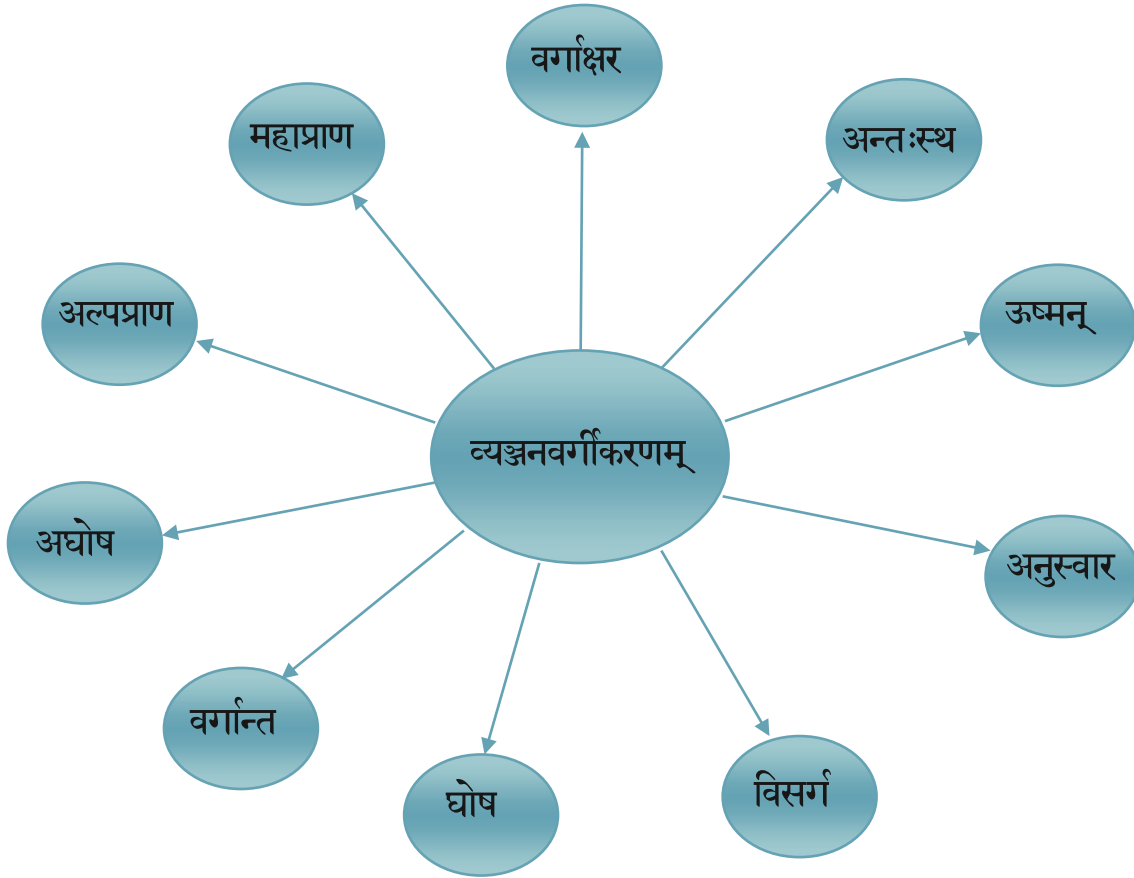 वर्गाक्षर
महाप्राण
अन्तःस्थ
अल्पप्राण
ऊष्मन्
व्यञ्जनवर्गीकरणम्
अघोष
अनुस्वार
वर्गान्त
घोष
विसर्ग